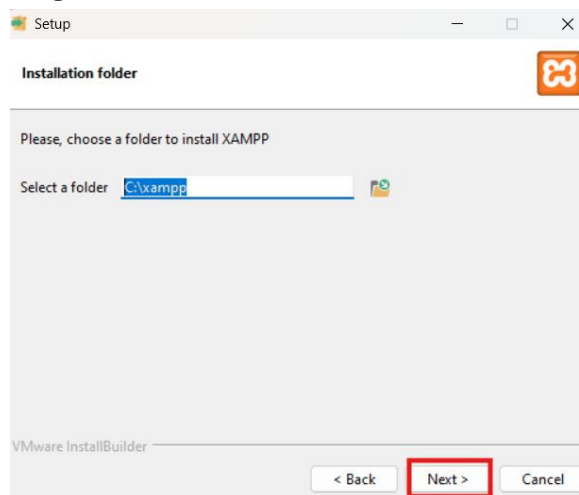 Setup
Installation folder
Please, choose a folder to install XAMPP
Select a folder C:\xampp
VMware InstallBuilder
< Back Next > Cancel